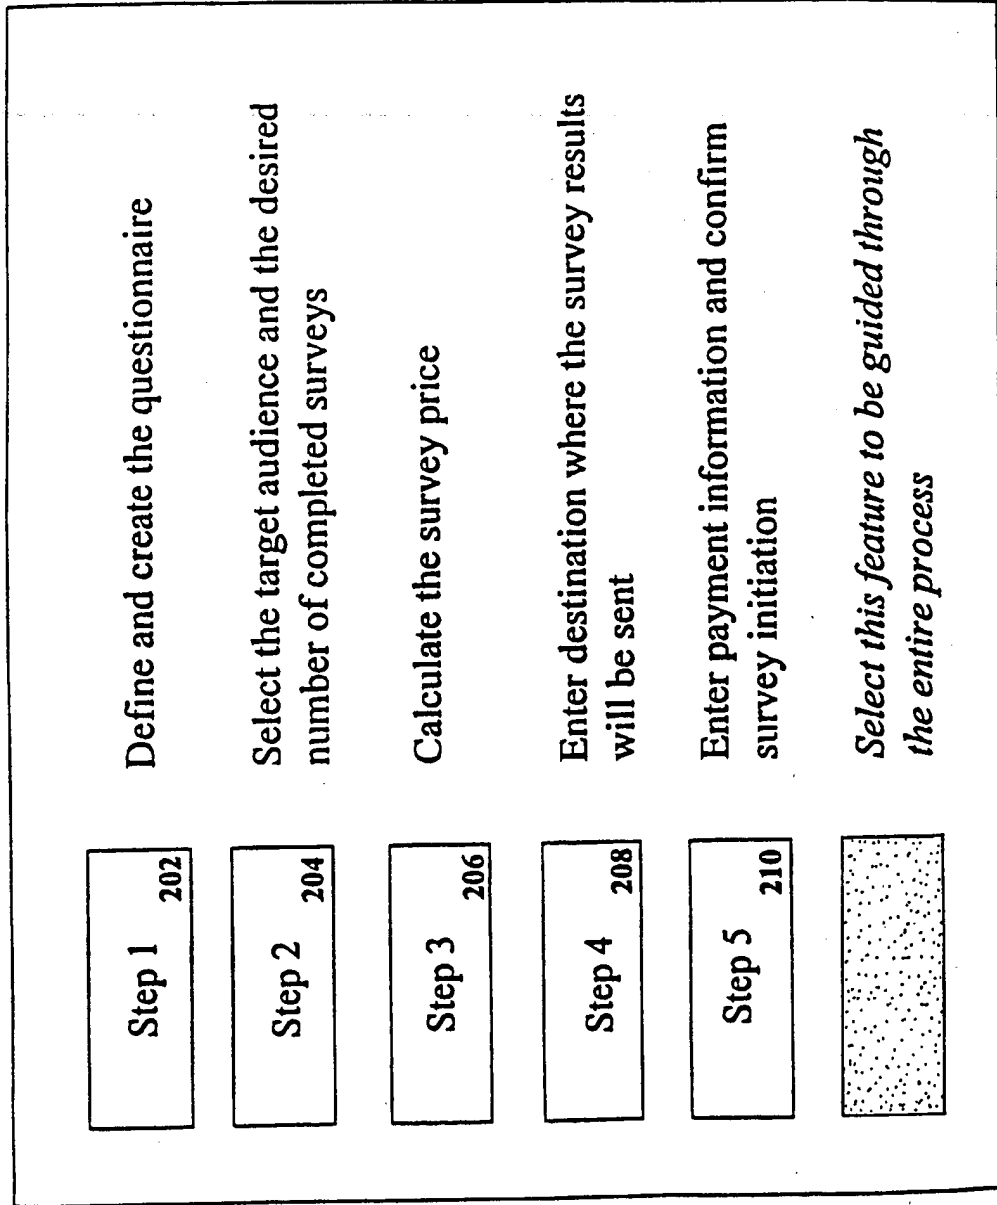 Step 1
202
Define and create the questionnaire
Step 2
204
Select the target audience and the desired
number of completed surveys
Step 3
206
Calculate the survey price
Step 4
208
Enter destination where the survey results
will be sent
Step 5
210
Enter payment information and confirm
survey initiation
Select this feature to be guided through
the entire process